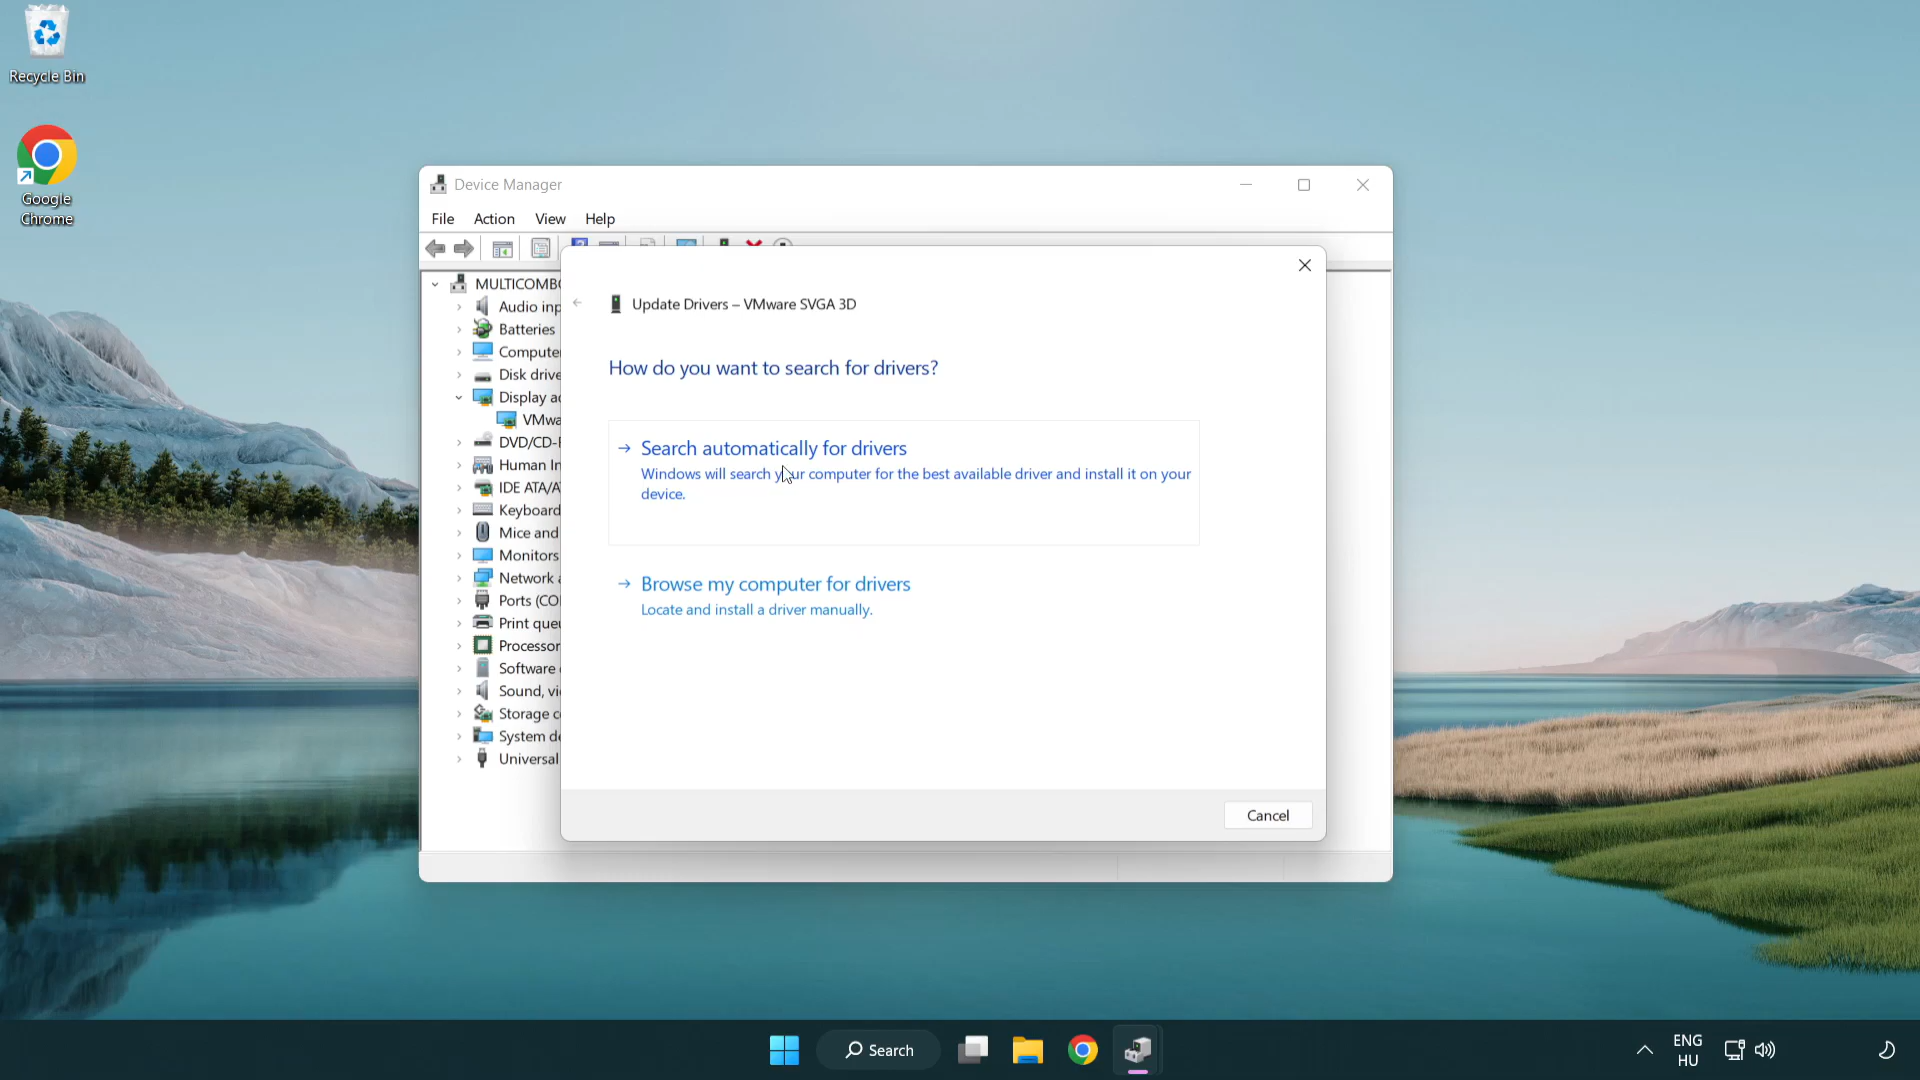 Recycle Bin
Google
Chrome
Device Manager
File Action View Help
MULTICOMB
Audio inp
Batteries
Compute
Disk drive
Display a
VMwa
DVD/CD-
Human In
IDE ATA/A
Keyboard
Mice and
Monitors
Network
Ports (CO
Print que
Processor
Software
Sound, vi
Storage c
System de
Universal
Update Drivers – VMware SVGA 3D
How do you want to search for drivers?
Search automatically for drivers
Windows will search your computer for the best available driver and install it on your
device.
Browse my computer for drivers
Locate and install a driver manually.
Cancel
Search
ENG
HU